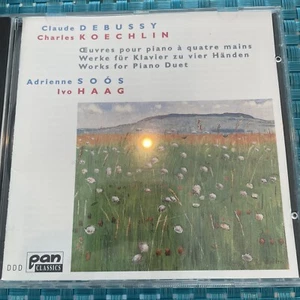 Claude DEBUSSY
Charles KOECHLIN
Œuvres pour piano à quatre mains
Werke für Klavier zu vier Händen
Works for Piano Duet
Adrienne SOÓS
Ivo HAAG
DDD
pan
CLASSICS